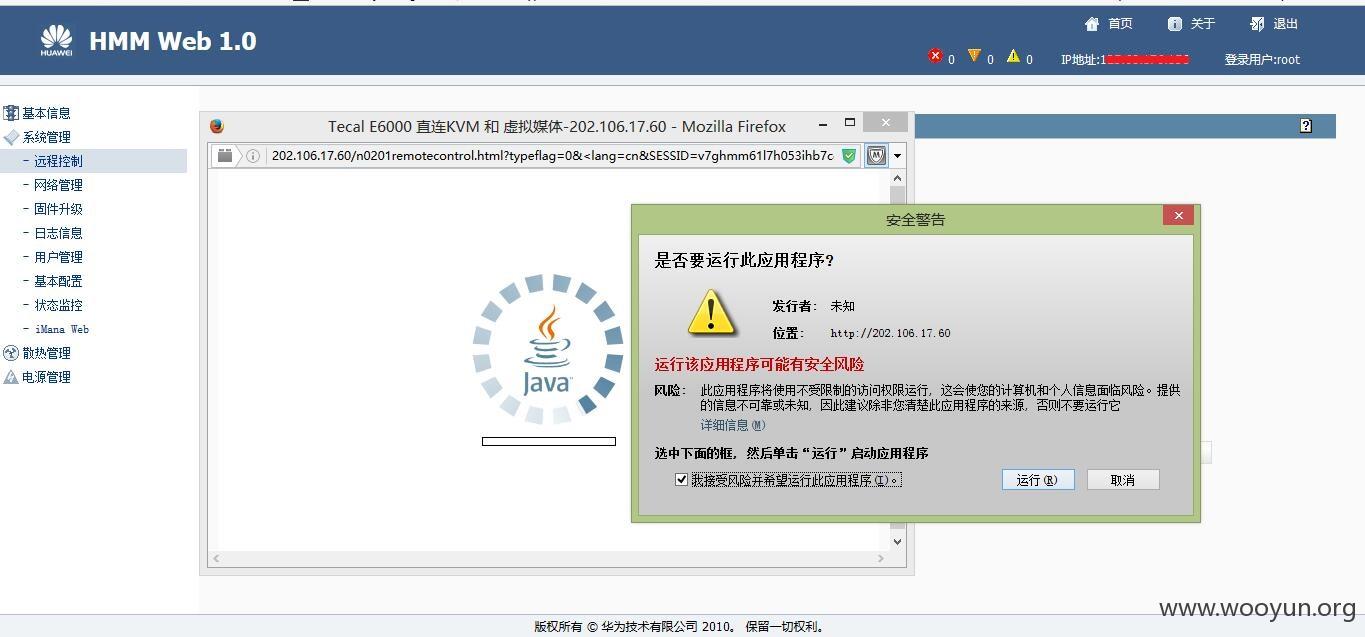 HUAWEI
HMM Web 1.0
首页
关于
退出
0 0 0
IP地址:1
登录用户:root
基本信息
系统管理
- 远程控制
- 网络管理
- 固件升级
- 日志信息
- 用户管理
- 基本配置
- 状态监控
- iMana Web
散热管理
电源管理
Tecal E6000 直连KVM 和 虚拟媒体-202.106.17.60 - Mozilla Firefox
202.106.17.60/n0201remotecontrol.html?typeflag=0&<lang=cn&SESSID=v7ghmm61l7h053ihb7c
Java
安全警告
是否要运行此应用程序?
发行者: 未知
位置: http://202.106.17.60
运行该应用程序可能有安全风险
风险: 此应用程序将使用不受限制的访问权限运行，这会使您的计算机和个人信息面临风险。提供
的信息不可靠或未知，因此建议除非您清楚此应用程序的来源，否则不要运行它
详细信息(M)
选中下面的框，然后单击“运行”启动应用程序
我接受风险并希望运行此应用程序(I)。
运行(R)
取消
www.wooyun.org
版权所有 © 华为技术有限公司 2010。 保留一切权利。